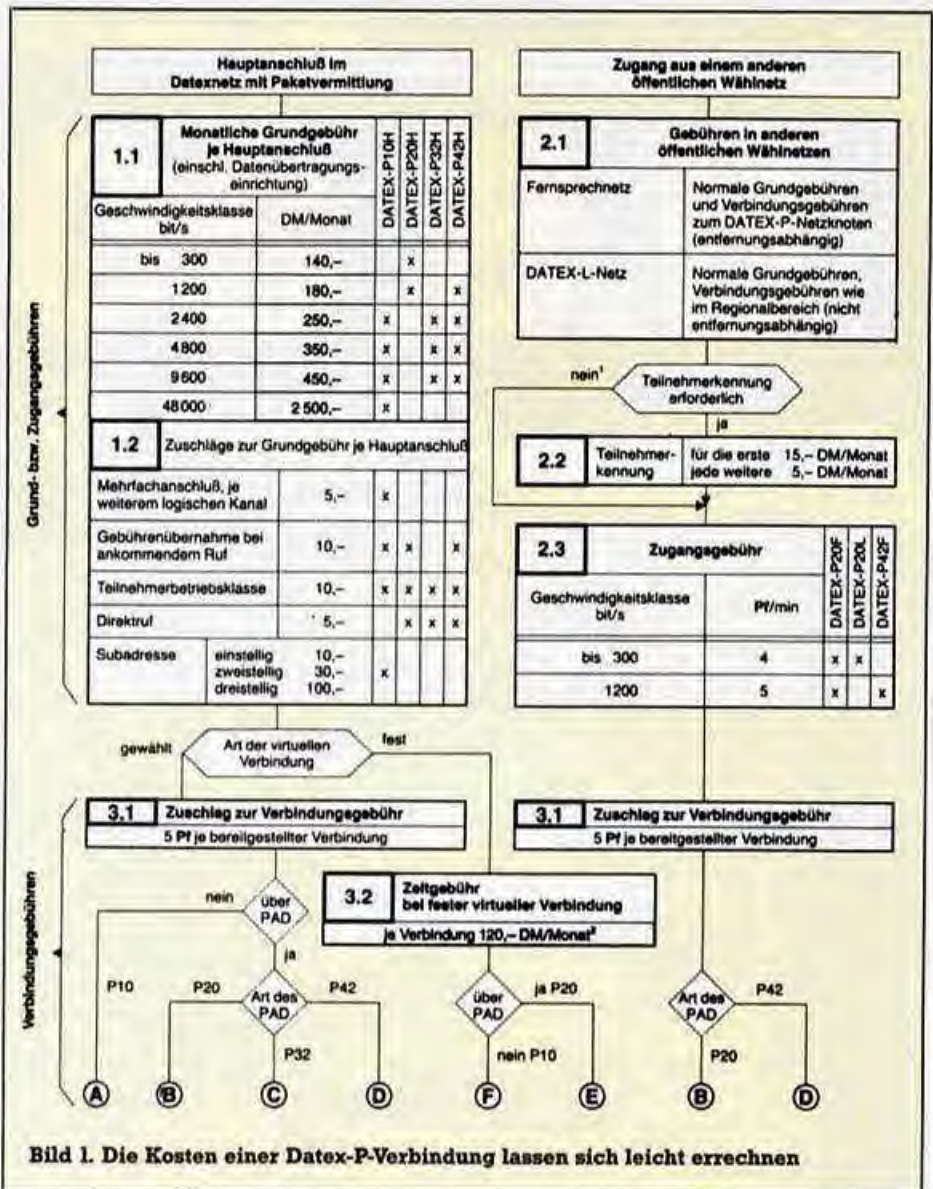 Hauptanschluß im
Datexnetz mit Paketvermittlung
Grund- bzw. Zugangsgebühren
1.1
Monatliche Grundgebühr
je Hauptanschluß
(einschl. Datenübertragungs-
einrichtung)
DATEX-P10H
DATEX-P20H
DATEX-P32H
DATEX-P42H
Geschwindigkeitsklasse
bit/s
DM/Monat
bis 300 140,– x
1200 180,– x x
2400 250,– x x x
4800 350,– x x x
9600 450,– x x x
48000 2500,– x
1.2 Zuschläge zur Grundgebühr je Hauptanschluß
Mehrfachanschluß, je
weiterem logischen Kanal 5,– x
Gebührenübernahme bei
ankommendem Ruf 10,– x x x
Teilnehmerbetriebsklasse 10,– x x x x
Direktruf 5,– x x x
Subadresse einstellig 10,–
zweistellig 30,– x
dreistellig 100,–
Zugang aus einem anderen
öffentlichen Wählnetz
2.1
Gebühren in anderen
öffentlichen Wählnetzen
Fernsprechnetz
Normale Grundgebühren
und Verbindungsgebühren
zum DATEX-P-Netzknoten
(entfernungsabhängig)
DATEX-L-Netz
Normale Grundgebühren,
Verbindungsgebühren wie
im Regionalbereich (nicht
entfernungsabhängig)
nein¹
Teilnehmerkennung
erforderlich
ja
2.2
Teilnehmer-
kennung
für die erste 15,– DM/Monat
jede weitere 5,– DM/Monat
2.3 Zugangsgebühr
DATEX-P20F
DATEX-P20L
DATEX-P42F
Geschwindigkeitsklasse
bit/s
Pf/min
bis 300 4 x x
1200 5 x x
gewählt
Art der virtuellen
Verbindung
fest
Verbindungsgebühren
3.1 Zuschlag zur Verbindungsgebühr
5 Pf je bereitgestellter Verbindung
3.1 Zuschlag zur Verbindungsgebühr
5 Pf je bereitgestellter Verbindung
nein
über
PAD
ja
3.2
Zeitgebühr
bei fester virtueller Verbindung
je Verbindung 120,– DM/Monat²
P10
P20
Art des
PAD
P42
P32
über
PAD
ja P20
nein P10
Art des
PAD
P42
P20
A B C D F E B D
Bild 1. Die Kosten einer Datex-P-Verbindung lassen sich leicht errechnen